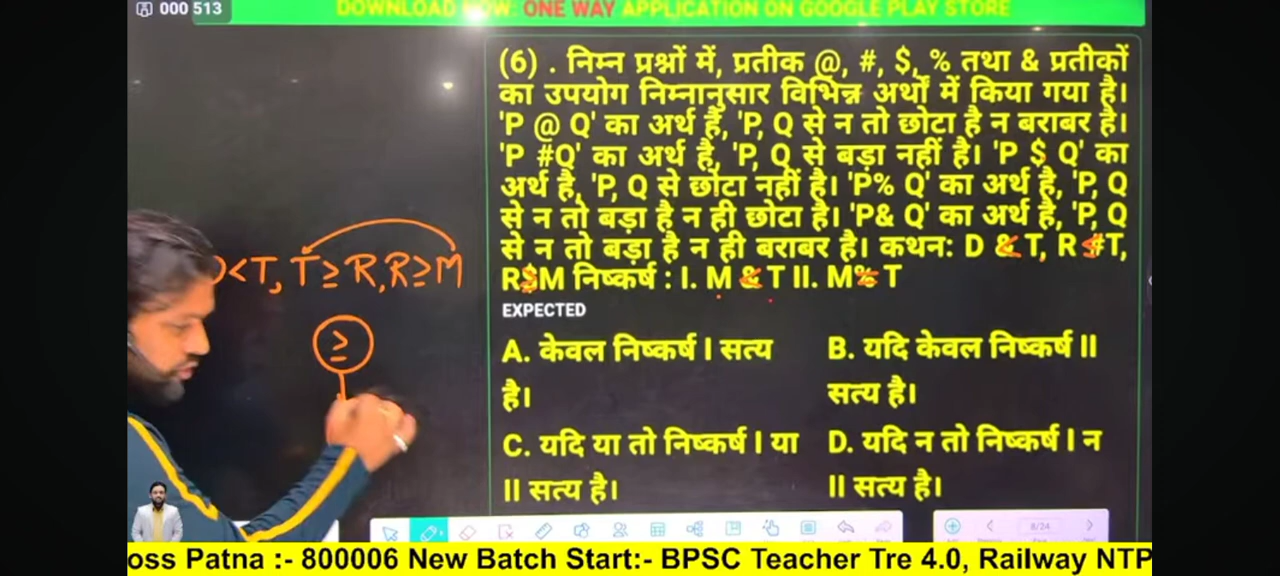 000 513
DOWNLOAD NOW: ONE WAY APPLICATION ON GOOGLE PLAY STORE
(6) . निम्न प्रश्नों में, प्रतीक @, #, $, % तथा & प्रतीकों
का उपयोग निम्नानुसार विभिन्न अर्थों में किया गया है।
'P @ Q' का अर्थ है, 'P, Q से न तो छोटा है न बराबर है।
'P #Q' का अर्थ है, 'P, Q से बड़ा नहीं है। 'P $ Q' का
अर्थ है, 'P, Q से छोटा नहीं है। 'P% Q' का अर्थ है, 'P, Q
से न तो बड़ा है न ही छोटा है। 'P& Q' का अर्थ है, 'P, Q
से न तो बड़ा है न ही बराबर है। कथन: D & T, R #T,
R$M निष्कर्ष : I. M & T II. M% T
<T, T≥R, R≥M
≥
EXPECTED
A. केवल निष्कर्ष I सत्य
है।
B. यदि केवल निष्कर्ष II
सत्य है।
C. यदि या तो निष्कर्ष I या
II सत्य है।
D. यदि न तो निष्कर्ष I न
II सत्य है।
8/24
oss Patna :- 800006 New Batch Start:- BPSC Teacher Tre 4.0, Railway NTP